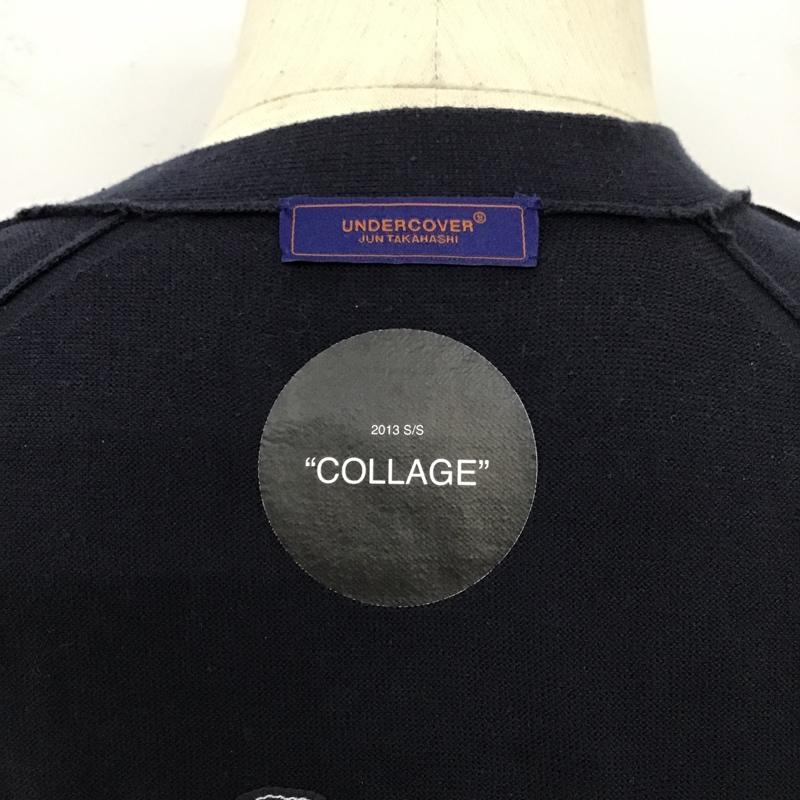 UNDERCOVER®
JUN TAKAHASHI
2013 S/S
“COLLAGE”